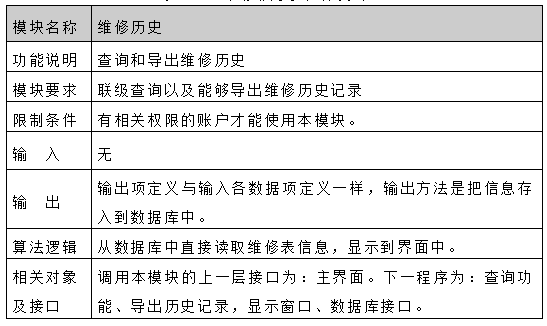 模块名称 维修历史
功能说明 查询和导出维修历史
模块要求 联级查询以及能够导出维修历史记录
限制条件 有相关权限的账户才能使用本模块。
输 入 无
输 出 输出项定义与输入各数据项定义一样，输出方法是把信息存
入到数据库中。
算法逻辑 从数据库中直接读取维修表信息，显示到界面中。
相关对象 调用本模块的上一层接口为：主界面。下一程序为：查询功
及接口 能、导出历史记录，显示窗口、数据库接口。